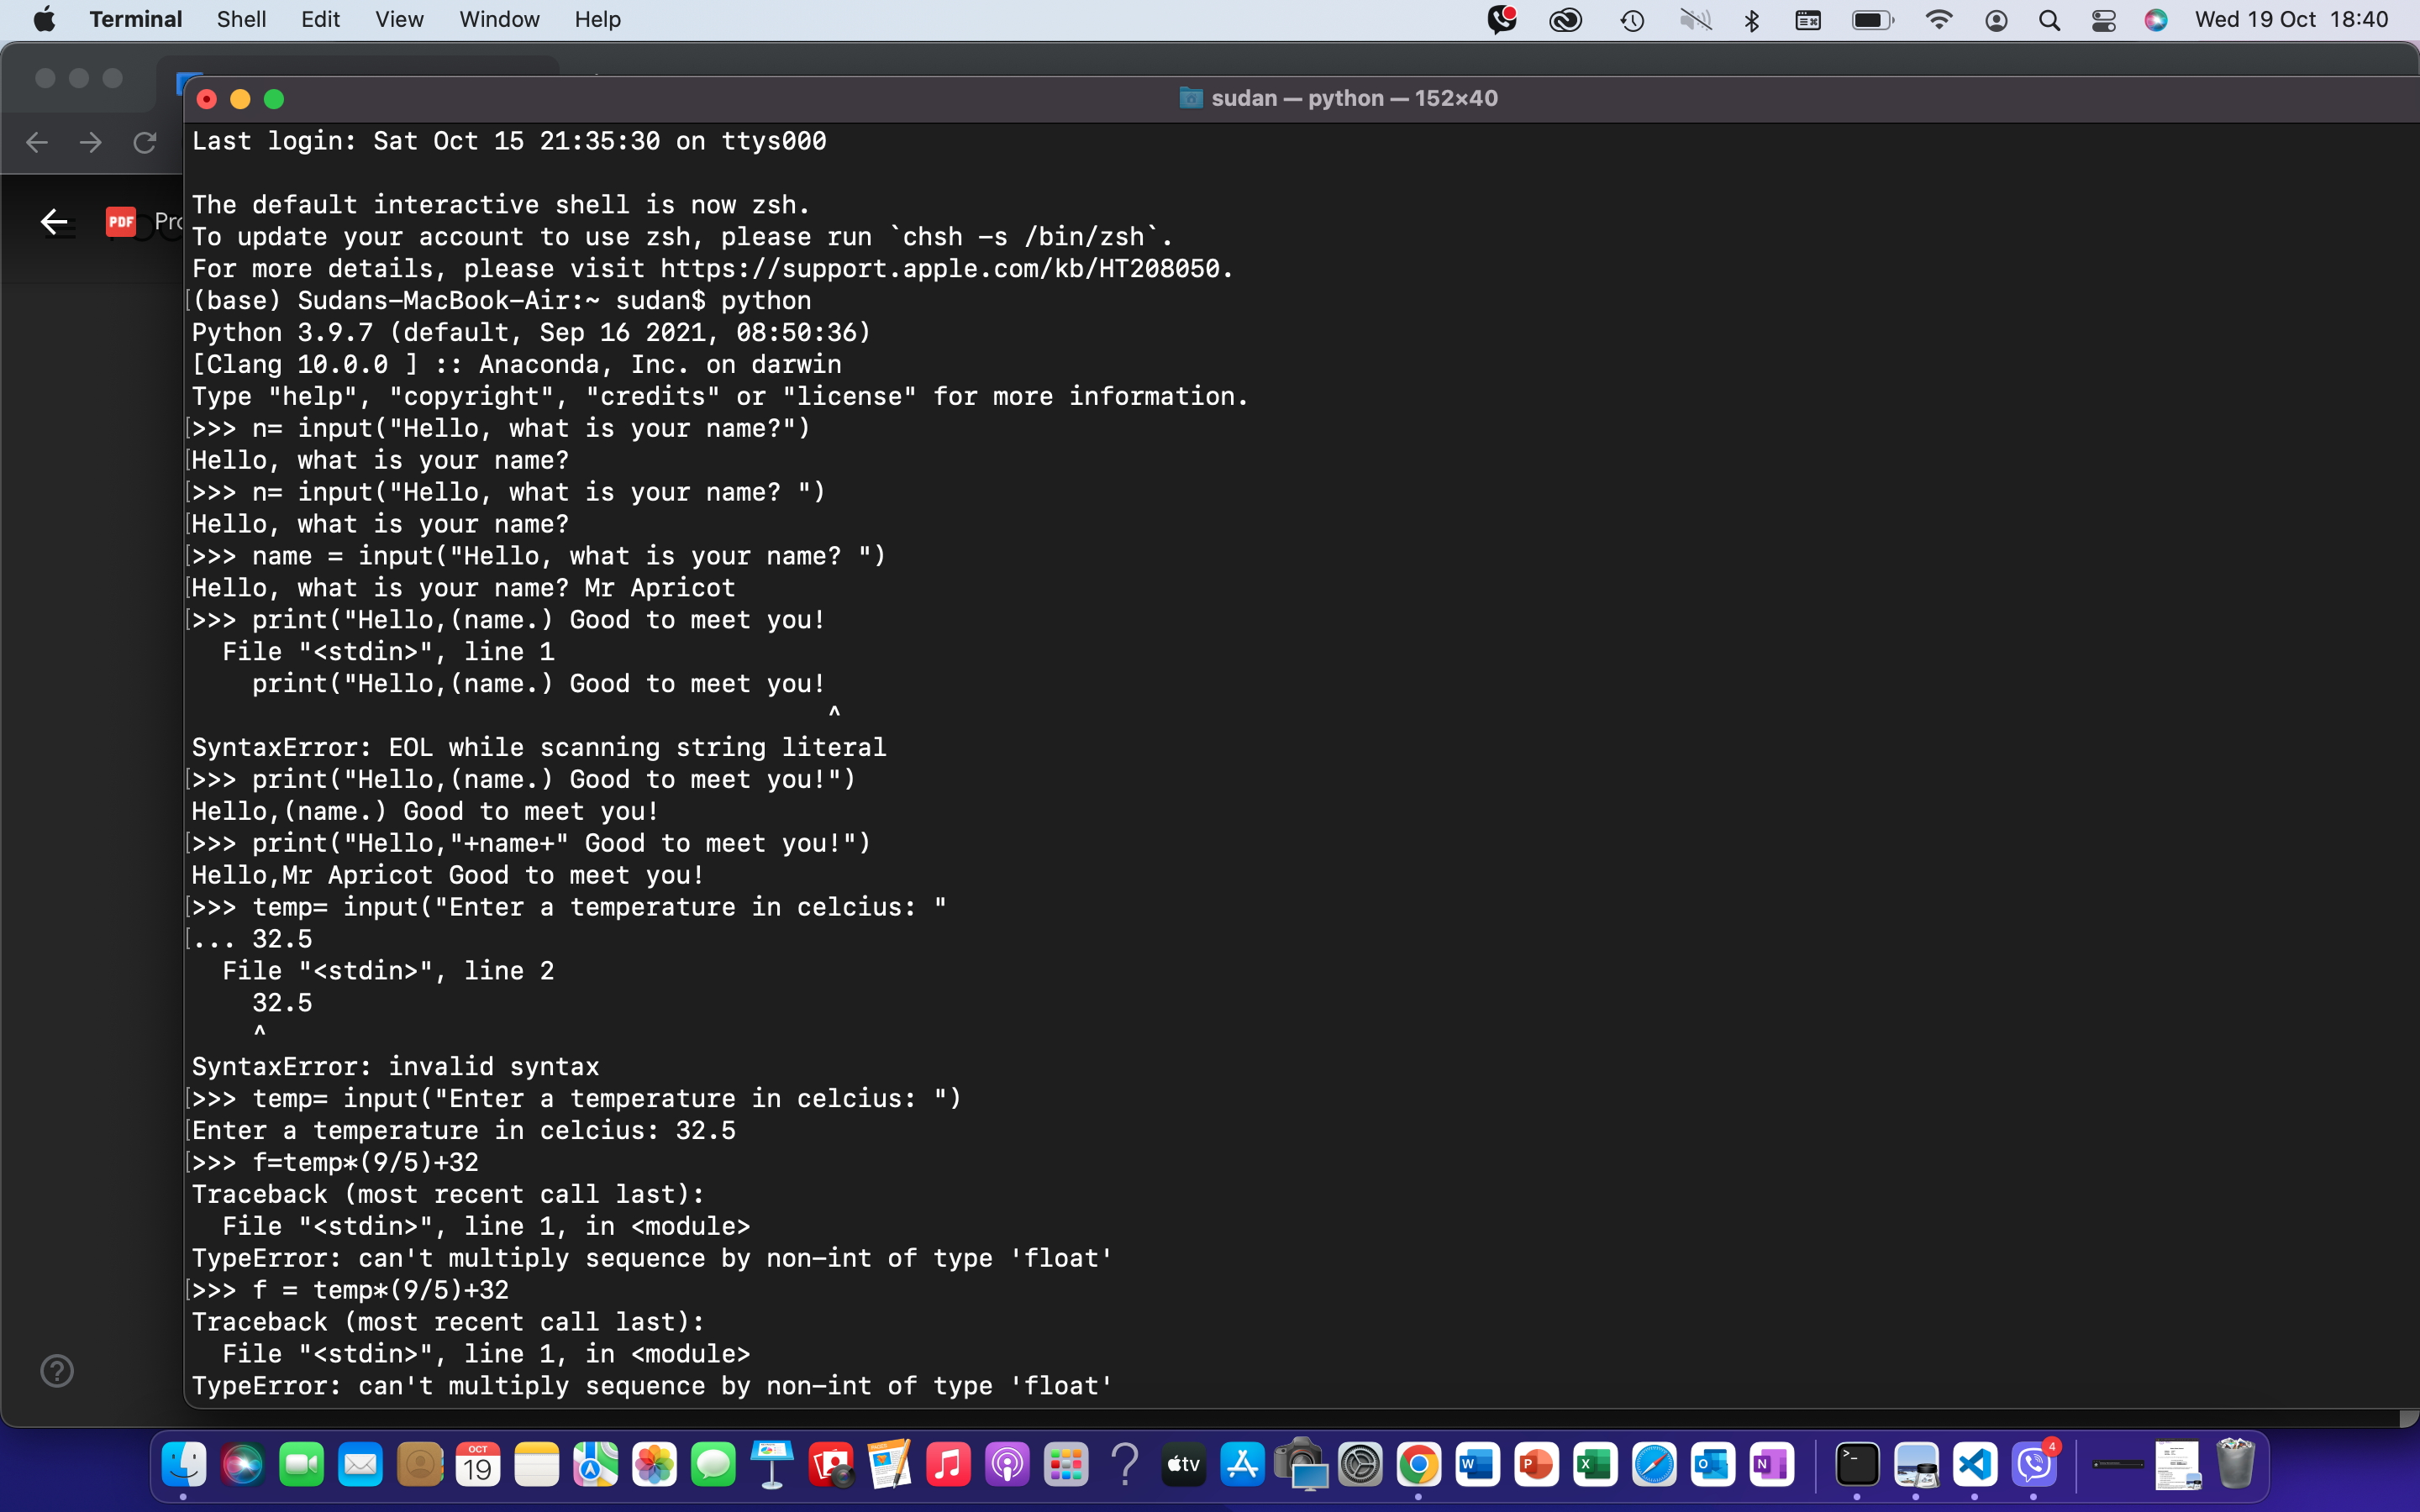 Terminal Shell Edit View Window Help Wed 19 Oct 18:40
sudan — python — 152×40
PDF
Last login: Sat Oct 15 21:35:30 on ttys000
The default interactive shell is now zsh.
To update your account to use zsh, please run `chsh -s /bin/zsh`.
For more details, please visit https://support.apple.com/kb/HT208050.
[(base) Sudans-MacBook-Air:~ sudan$ python
Python 3.9.7 (default, Sep 16 2021, 08:50:36)
[Clang 10.0.0 ] :: Anaconda, Inc. on darwin
Type "help", "copyright", "credits" or "license" for more information.
[>>> n= input("Hello, what is your name?")
[Hello, what is your name?
[>>> n= input("Hello, what is your name? ")
[Hello, what is your name?
[>>> name = input("Hello, what is your name? ")
[Hello, what is your name? Mr Apricot
[>>> print("Hello,(name.) Good to meet you!
  File "<stdin>", line 1
    print("Hello,(name.) Good to meet you!
                                          ^
SyntaxError: EOL while scanning string literal
[>>> print("Hello,(name.) Good to meet you!")
Hello,(name.) Good to meet you!
[>>> print("Hello,"+name+" Good to meet you!")
Hello,Mr Apricot Good to meet you!
[>>> temp= input("Enter a temperature in celcius: "
[... 32.5
  File "<stdin>", line 2
    32.5
    ^
SyntaxError: invalid syntax
[>>> temp= input("Enter a temperature in celcius: ")
[Enter a temperature in celcius: 32.5
[>>> f=temp*(9/5)+32
Traceback (most recent call last):
  File "<stdin>", line 1, in <module>
TypeError: can't multiply sequence by non-int of type 'float'
[>>> f = temp*(9/5)+32
Traceback (most recent call last):
  File "<stdin>", line 1, in <module>
TypeError: can't multiply sequence by non-int of type 'float'
OCT
19
tv
W
P
X
O
N
>_
4